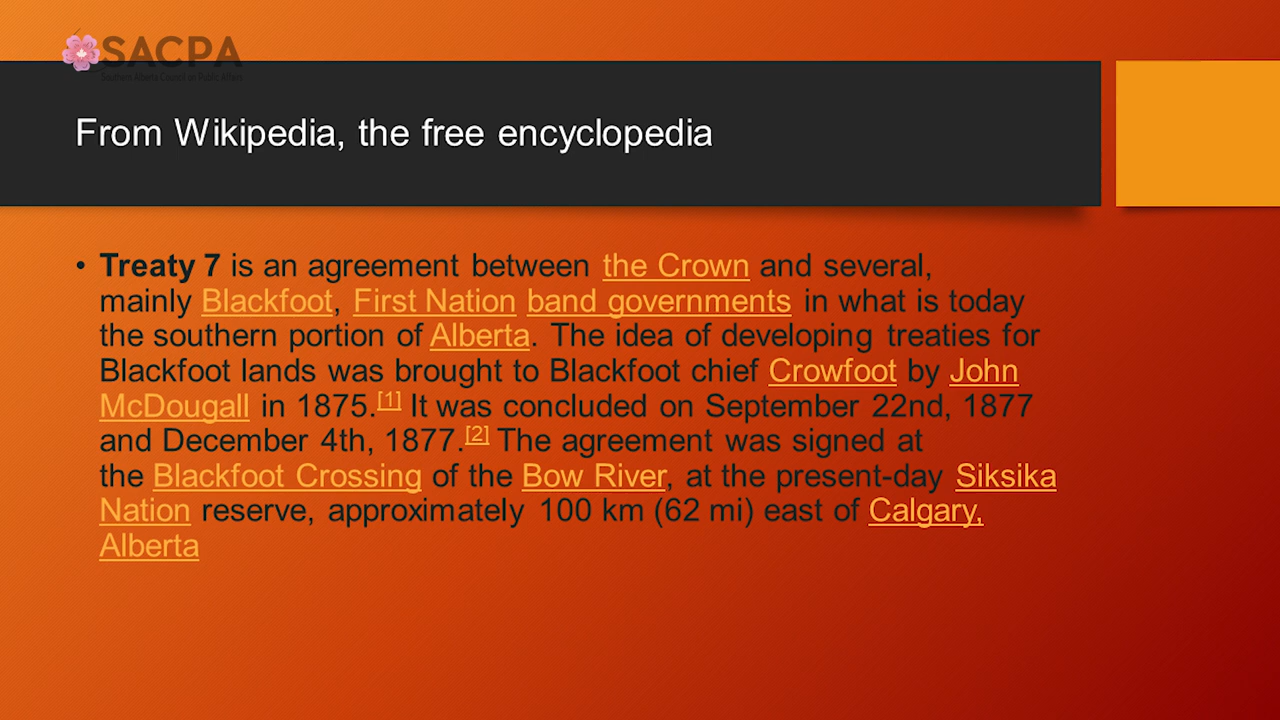 SACPA
Southern Alberta Council on Public Affairs
From Wikipedia, the free encyclopedia
• Treaty 7 is an agreement between the Crown and several,
mainly Blackfoot, First Nation band governments in what is today
the southern portion of Alberta. The idea of developing treaties for
Blackfoot lands was brought to Blackfoot chief Crowfoot by John
McDougall in 1875.[1] It was concluded on September 22nd, 1877
and December 4th, 1877.[2] The agreement was signed at
the Blackfoot Crossing of the Bow River, at the present-day Siksika
Nation reserve, approximately 100 km (62 mi) east of Calgary,
Alberta